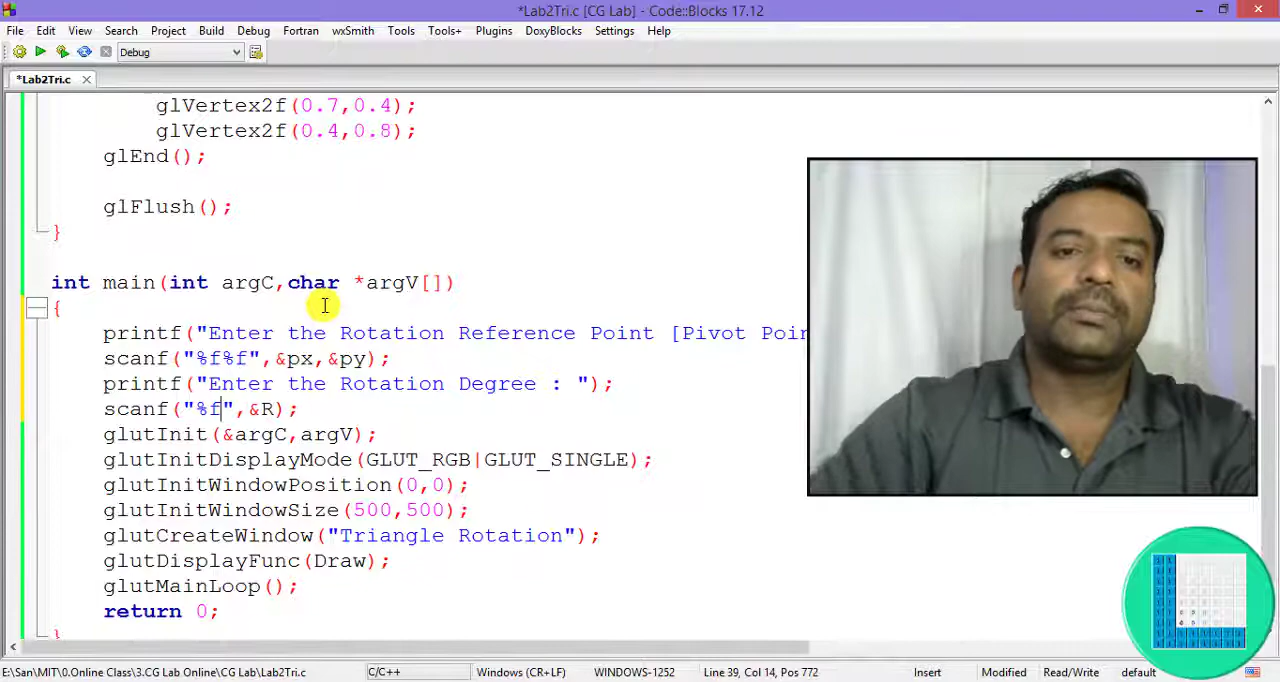 *Lab2Tri.c [CG Lab] - Code::Blocks 17.12
File Edit View Search Project Build Debug Fortran wxSmith Tools Tools+ Plugins DoxyBlocks Settings Help
Debug
*Lab2Tri.c
glVertex2f(0.7,0.4);
glVertex2f(0.4,0.8);
glEnd();
glFlush();
}
int main(int argC,char *argV[])
{
printf("Enter the Rotation Reference Point [Pivot Poin
scanf("%f%f",&px,&py);
printf("Enter the Rotation Degree : ");
scanf("%f",&R);
glutInit(&argC,argV);
glutInitDisplayMode(GLUT_RGB|GLUT_SINGLE);
glutInitWindowPosition(0,0);
glutInitWindowSize(500,500);
glutCreateWindow("Triangle Rotation");
glutDisplayFunc(Draw);
glutMainLoop();
return 0;
}
E:\San\MIT\0.Online Class\3.CG Lab Online\CG Lab\Lab2Tri.c C/C++ Windows (CR+LF) WINDOWS-1252 Line 39, Col 14, Pos 772 Insert Modified Read/Write default